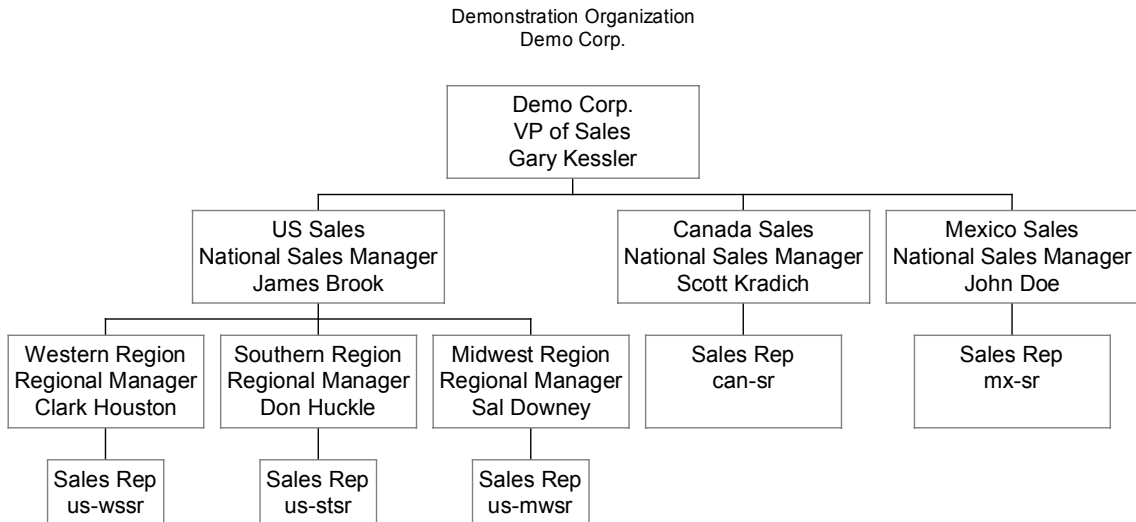 Demonstration Organization
Demo Corp.
Demo Corp.
VP of Sales
Gary Kessler
US Sales
National Sales Manager
James Brook
Canada Sales
National Sales Manager
Scott Kradich
Mexico Sales
National Sales Manager
John Doe
Western Region
Regional Manager
Clark Houston
Southern Region
Regional Manager
Don Huckle
Midwest Region
Regional Manager
Sal Downey
Sales Rep
can-sr
Sales Rep
mx-sr
Sales Rep
us-wssr
Sales Rep
us-stsr
Sales Rep
us-mwsr